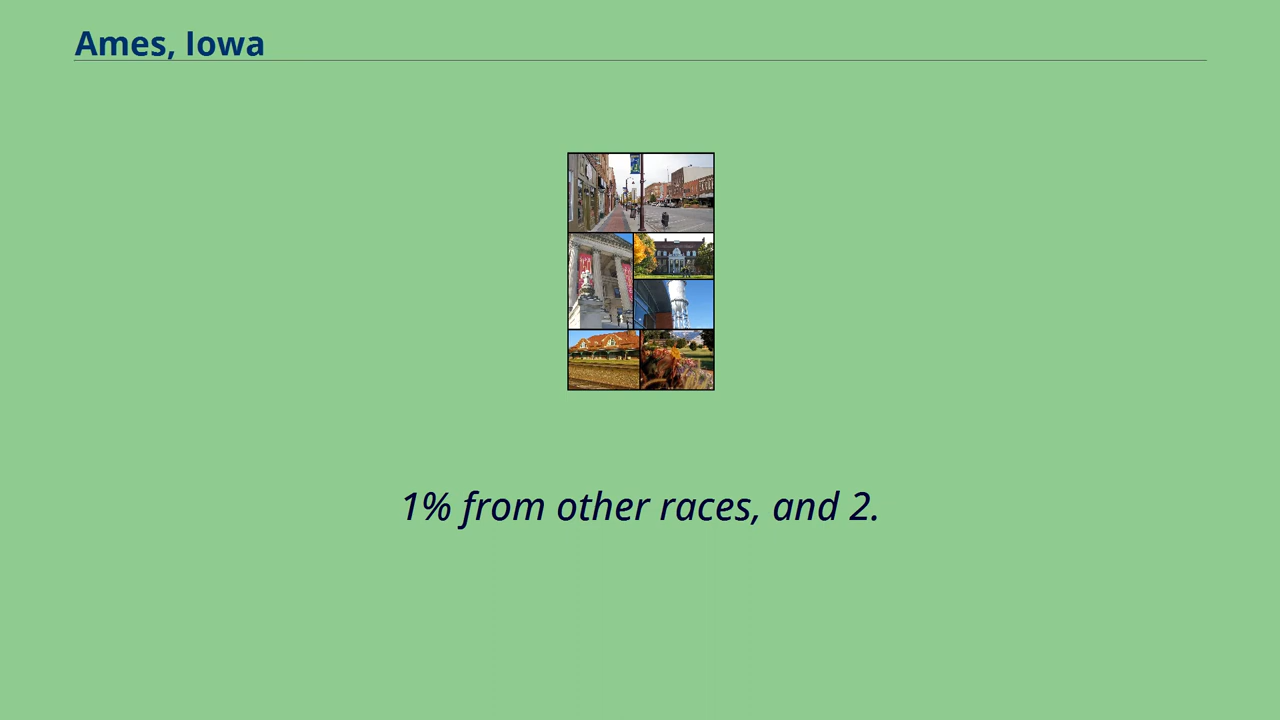 Ames, Iowa
1% from other races, and 2.